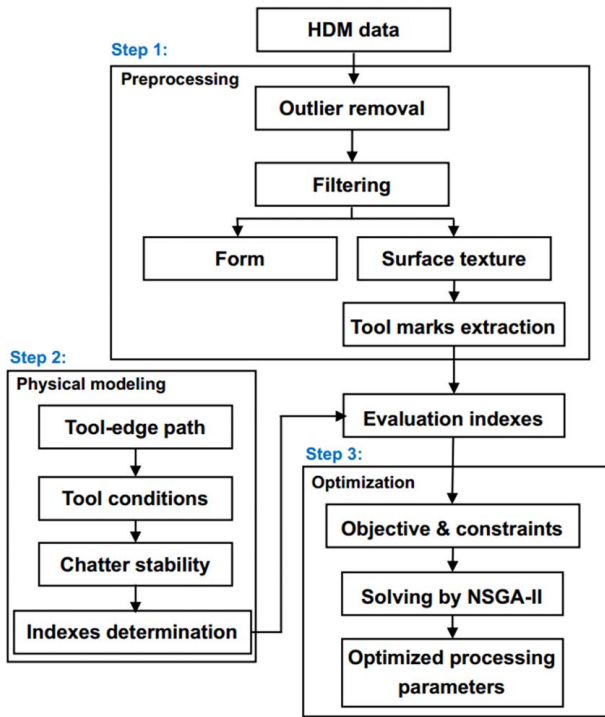 HDM data
Step 1:
Preprocessing
Outlier removal
Filtering
Form
Surface texture
Tool marks extraction
Step 2:
Physical modeling
Tool-edge path
Tool conditions
Chatter stability
Indexes determination
Evaluation indexes
Step 3:
Optimization
Objective & constraints
Solving by NSGA-II
Optimized processing
parameters